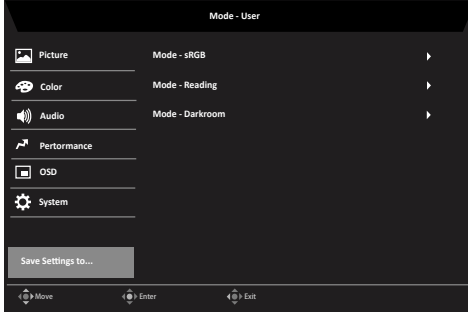 Mode - User
Picture
Mode - sRGB
Color
Mode - Reading
Audio
Mode - Darkroom
Pertormance
OSD
System
Save Settings to...
Move
Enter
Exit